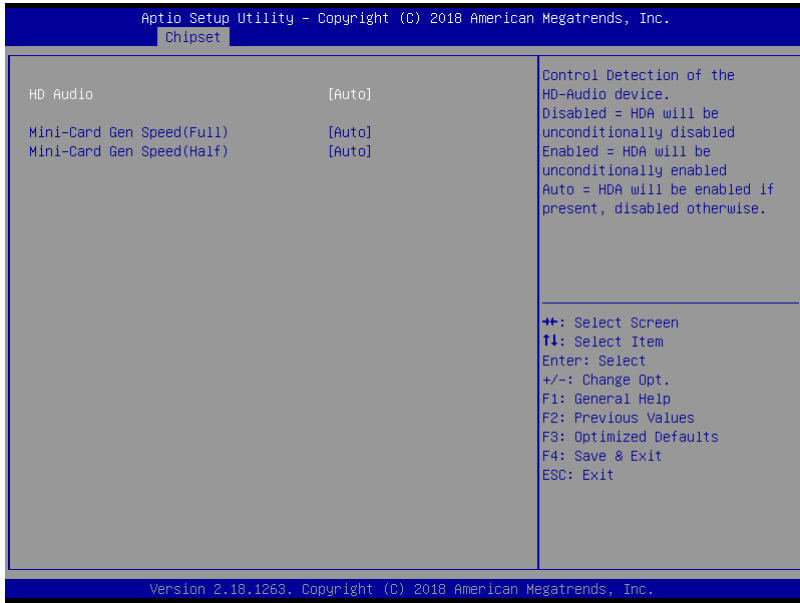 Aptio Setup Utility – Copyright (C) 2018 American Megatrends, Inc.
Chipset
HD Audio [Auto]
Mini-Card Gen Speed(Full) [Auto]
Mini-Card Gen Speed(Half) [Auto]
Control Detection of the
HD-Audio device.
Disabled = HDA will be
unconditionally disabled
Enabled = HDA will be
unconditionally enabled
Auto = HDA will be enabled if
present, disabled otherwise.
→←: Select Screen
↑↓: Select Item
Enter: Select
+/-: Change Opt.
F1: General Help
F2: Previous Values
F3: Optimized Defaults
F4: Save & Exit
ESC: Exit
Version 2.18.1263. Copyright (C) 2018 American Megatrends, Inc.